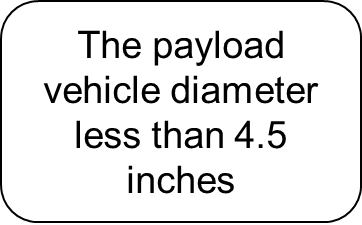 The payload
vehicle diameter
less than 4.5
inches